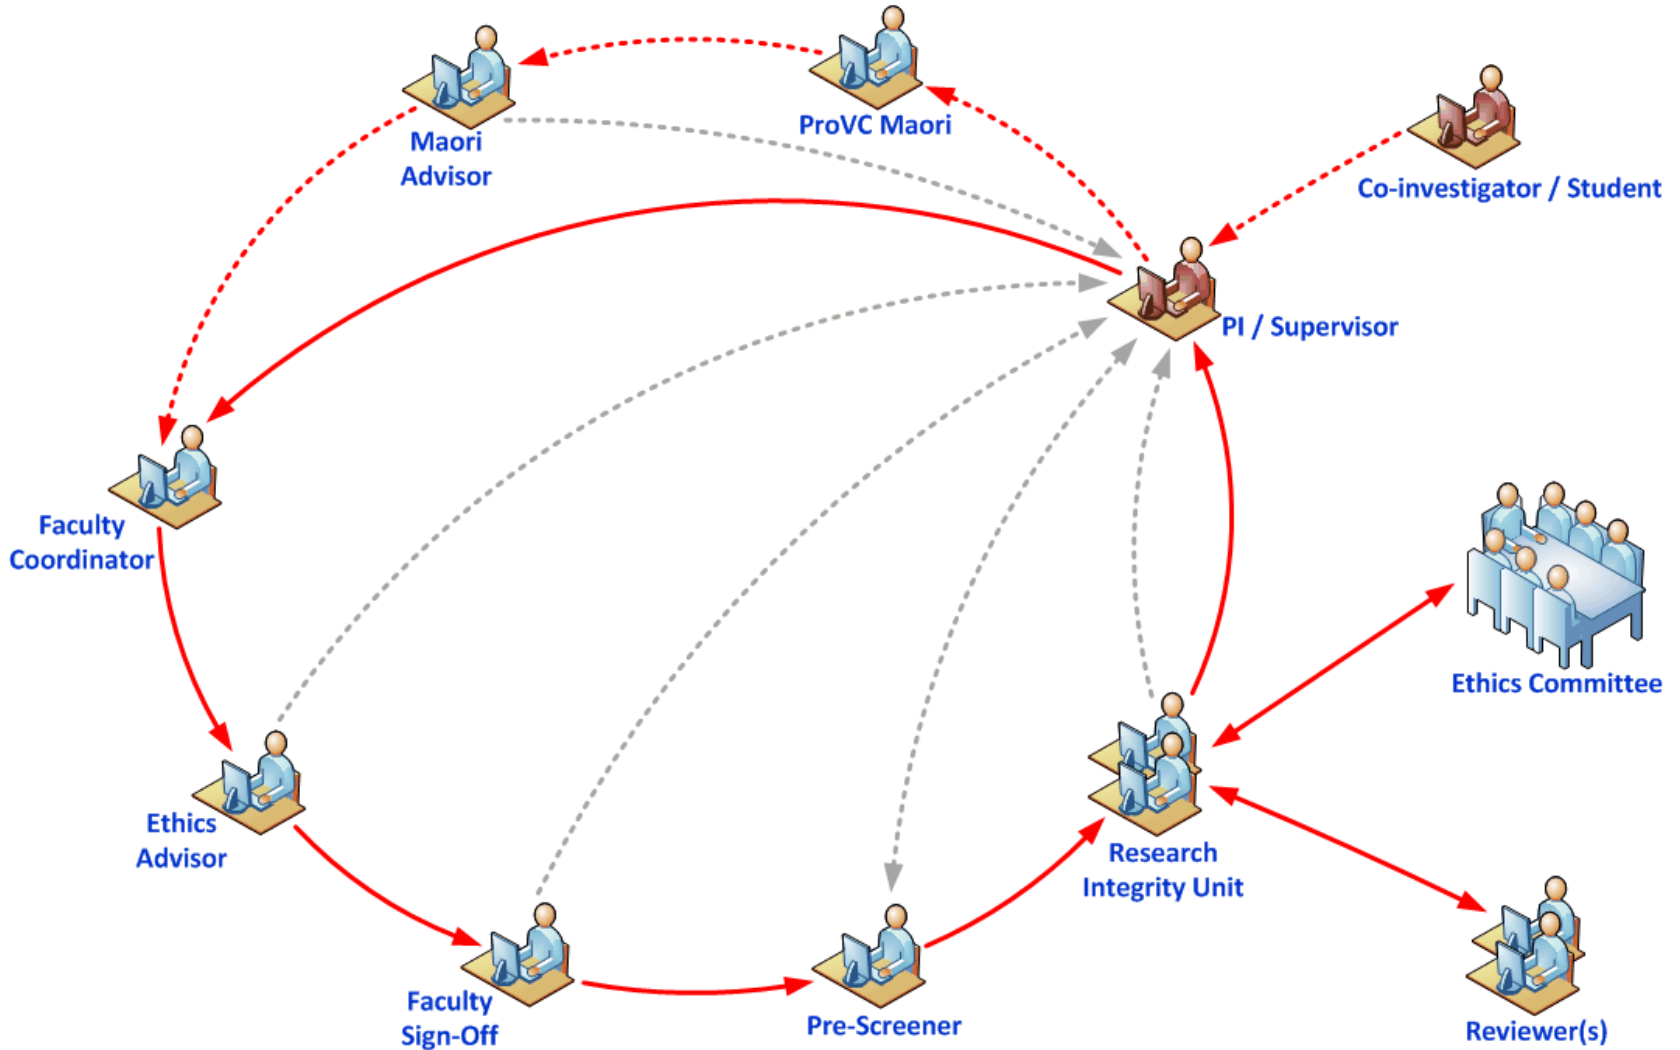 ProVC Maori
Maori
Advisor
Co-investigator / Student
PI / Supervisor
Faculty
Coordinator
Ethics Committee
Ethics
Advisor
Research
Integrity Unit
Faculty
Sign-Off
Pre-Screener
Reviewer(s)